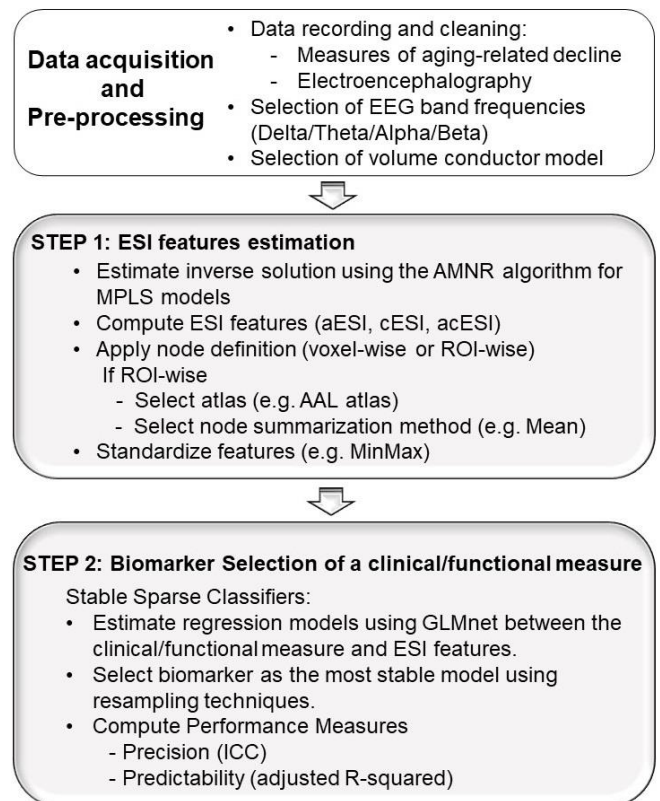 Data acquisition
and
Pre-processing
• Data recording and cleaning:
- Measures of aging-related decline
- Electroencephalography
• Selection of EEG band frequencies
(Delta/Theta/Alpha/Beta)
• Selection of volume conductor model
STEP 1: ESI features estimation
• Estimate inverse solution using the AMNR algorithm for
MPLS models
• Compute ESI features (aESI, cESI, acESI)
• Apply node definition (voxel-wise or ROI-wise)
If ROI-wise
- Select atlas (e.g. AAL atlas)
- Select node summarization method (e.g. Mean)
• Standardize features (e.g. MinMax)
STEP 2: Biomarker Selection of a clinical/functional measure
Stable Sparse Classifiers:
• Estimate regression models using GLMnet between the
clinical/functional measure and ESI features.
• Select biomarker as the most stable model using
resampling techniques.
• Compute Performance Measures
- Precision (ICC)
- Predictability (adjusted R-squared)